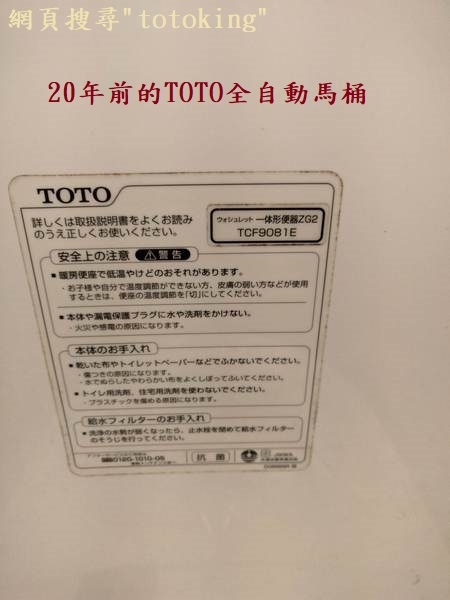 網頁搜尋"totoking"
20年前的TOTO全自動馬桶
TOTO
詳しくは取扱説明書をよくお読み
のうえ正しくお使いください。
ウォシュレット 一体形便器ZG2
TCF9081E
安全上の注意 警告
■暖房便座で低温やけどのおそれがあります。
・お子様や自分で温度調節ができない方、皮膚の弱い方などが使用
するときは、便座の温度調節を「切」にしてください。
■本体や漏電保護プラグに水や洗剤をかけない。
・火災や感電の原因になります。
本体のお手入れ
■乾いた布やトイレットペーパーなどでふかないでください。
・傷つきの原因になります。
・水でぬらしたやわらかい布をよくしぼってふいてください。
■トイレ用洗剤、住宅用洗剤を使わないでください。
・プラスチックを傷める原因になります。
給水フィルターのお手入れ
■洗浄の水勢が弱くなったら、止水栓を閉めて給水フィルター
のそうじを行ってください。
0120-1010-05
抗菌